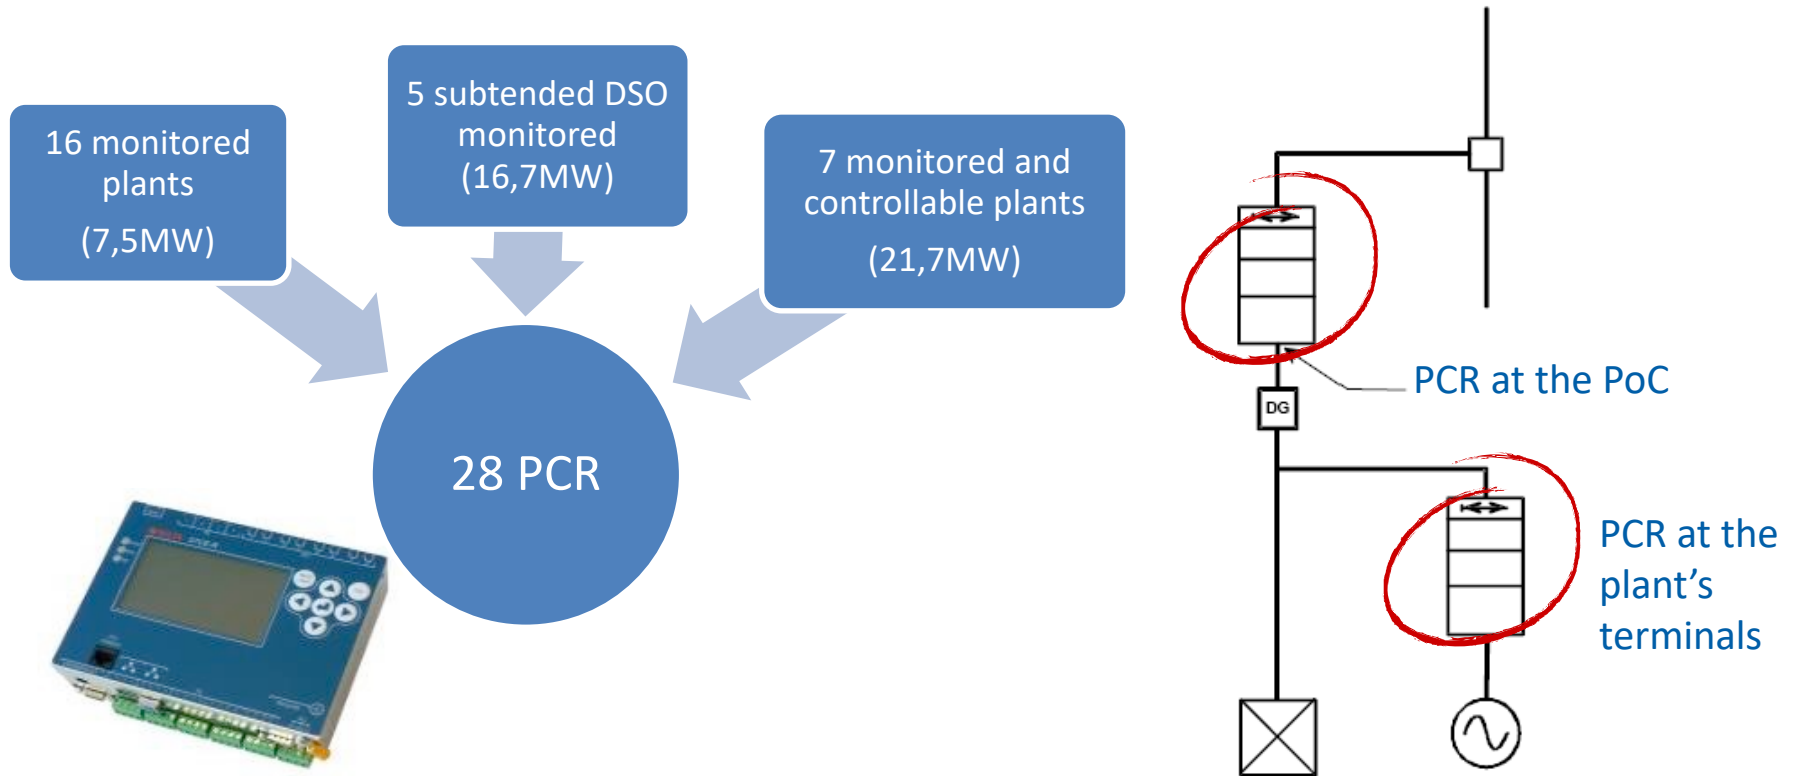 16 monitored
plants
(7,5MW)
5 subtended DSO
monitored
(16,7MW)
7 monitored and
controllable plants
(21,7MW)
28 PCR
PCR at the PoC
DG
PCR at the
plant’s
terminals